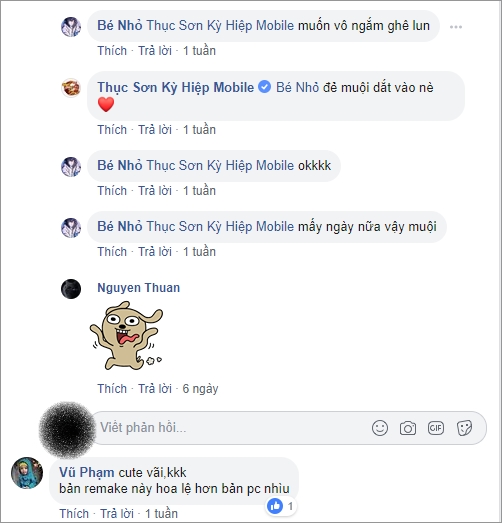 Bé Nhỏ Thục Sơn Kỳ Hiệp Mobile muốn vô ngắm ghê lun
Thích · Trả lời · 1 tuần
Thục Sơn Kỳ Hiệp Mobile Bé Nhỏ để muội dắt vào nè
Thích · Trả lời · 1 tuần
Bé Nhỏ Thục Sơn Kỳ Hiệp Mobile okkkk
Thích · Trả lời · 1 tuần
Bé Nhỏ Thục Sơn Kỳ Hiệp Mobile mấy ngày nữa vậy muội
Thích · Trả lời · 1 tuần
Nguyen Thuan
Thích · Trả lời · 6 ngày
Viết phản hồi...
GIF
Vũ Phạm cute vãi,kkk
bản remake này hoa lệ hơn bản pc nhìu
1
Thích · Trả lời · 1 tuần